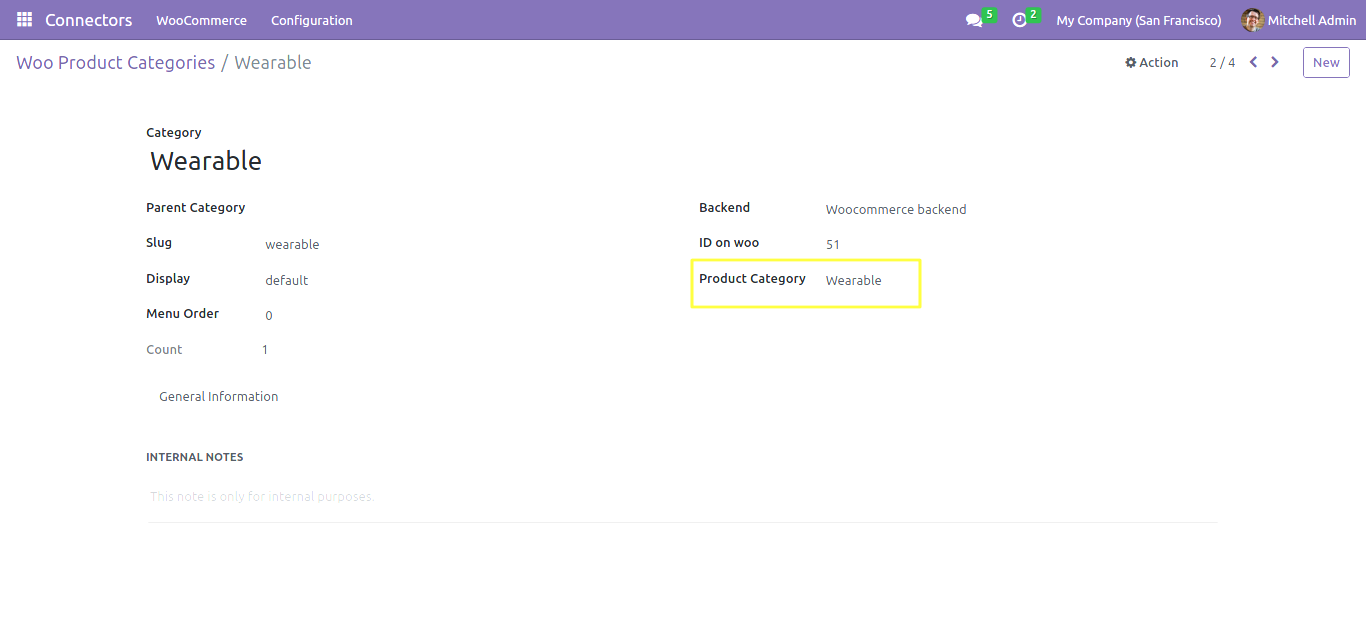 Connectors WooCommerce Configuration 5 2 My Company (San Francisco) Mitchell Admin
Woo Product Categories / Wearable Action 2 / 4 New
Category
Wearable
Parent Category Backend Woocommerce backend
Slug wearable ID on woo 51
Display default Product Category Wearable
Menu Order 0
Count 1
General Information
INTERNAL NOTES
This note is only for internal purposes.